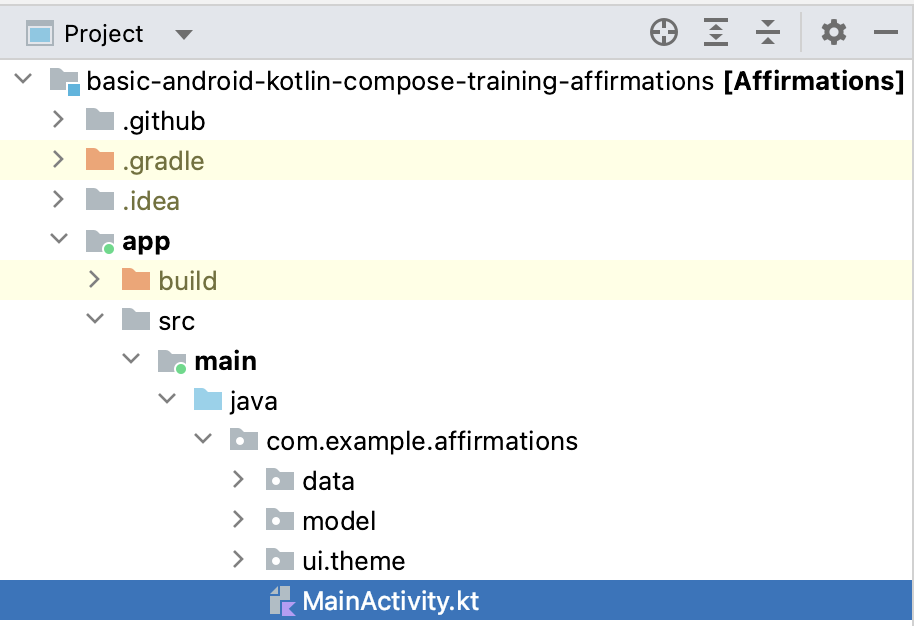 Project
basic-android-kotlin-compose-training-affirmations [Affirmations]
.github
.gradle
.idea
app
build
src
main
java
com.example.affirmations
data
model
ui.theme
MainActivity.kt